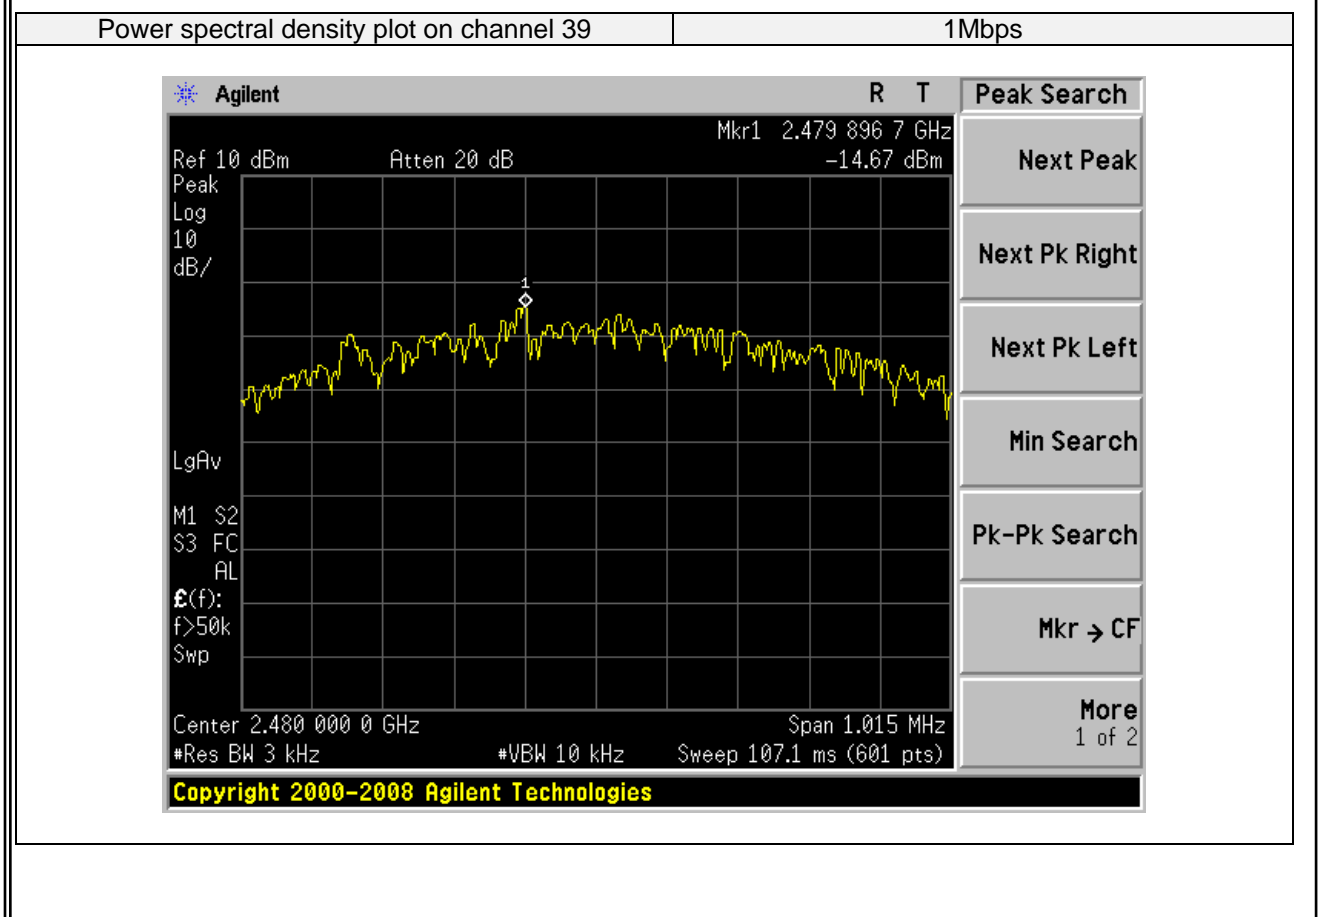 Power spectral density plot on channel 39 1Mbps
Agilent R T Peak Search
Mkr1 2.479 896 7 GHz
Ref 10 dBm Atten 20 dB -14.67 dBm
Peak
Log
10
dB/
1
LgAv
M1 S2
S3 FC
AL
£(f):
f>50k
Swp
Center 2.480 000 0 GHz Span 1.015 MHz
#Res BW 3 kHz #VBW 10 kHz Sweep 107.1 ms (601 pts)
Copyright 2000-2008 Agilent Technologies
Next Peak
Next Pk Right
Next Pk Left
Min Search
Pk-Pk Search
Mkr → CF
More
1 of 2